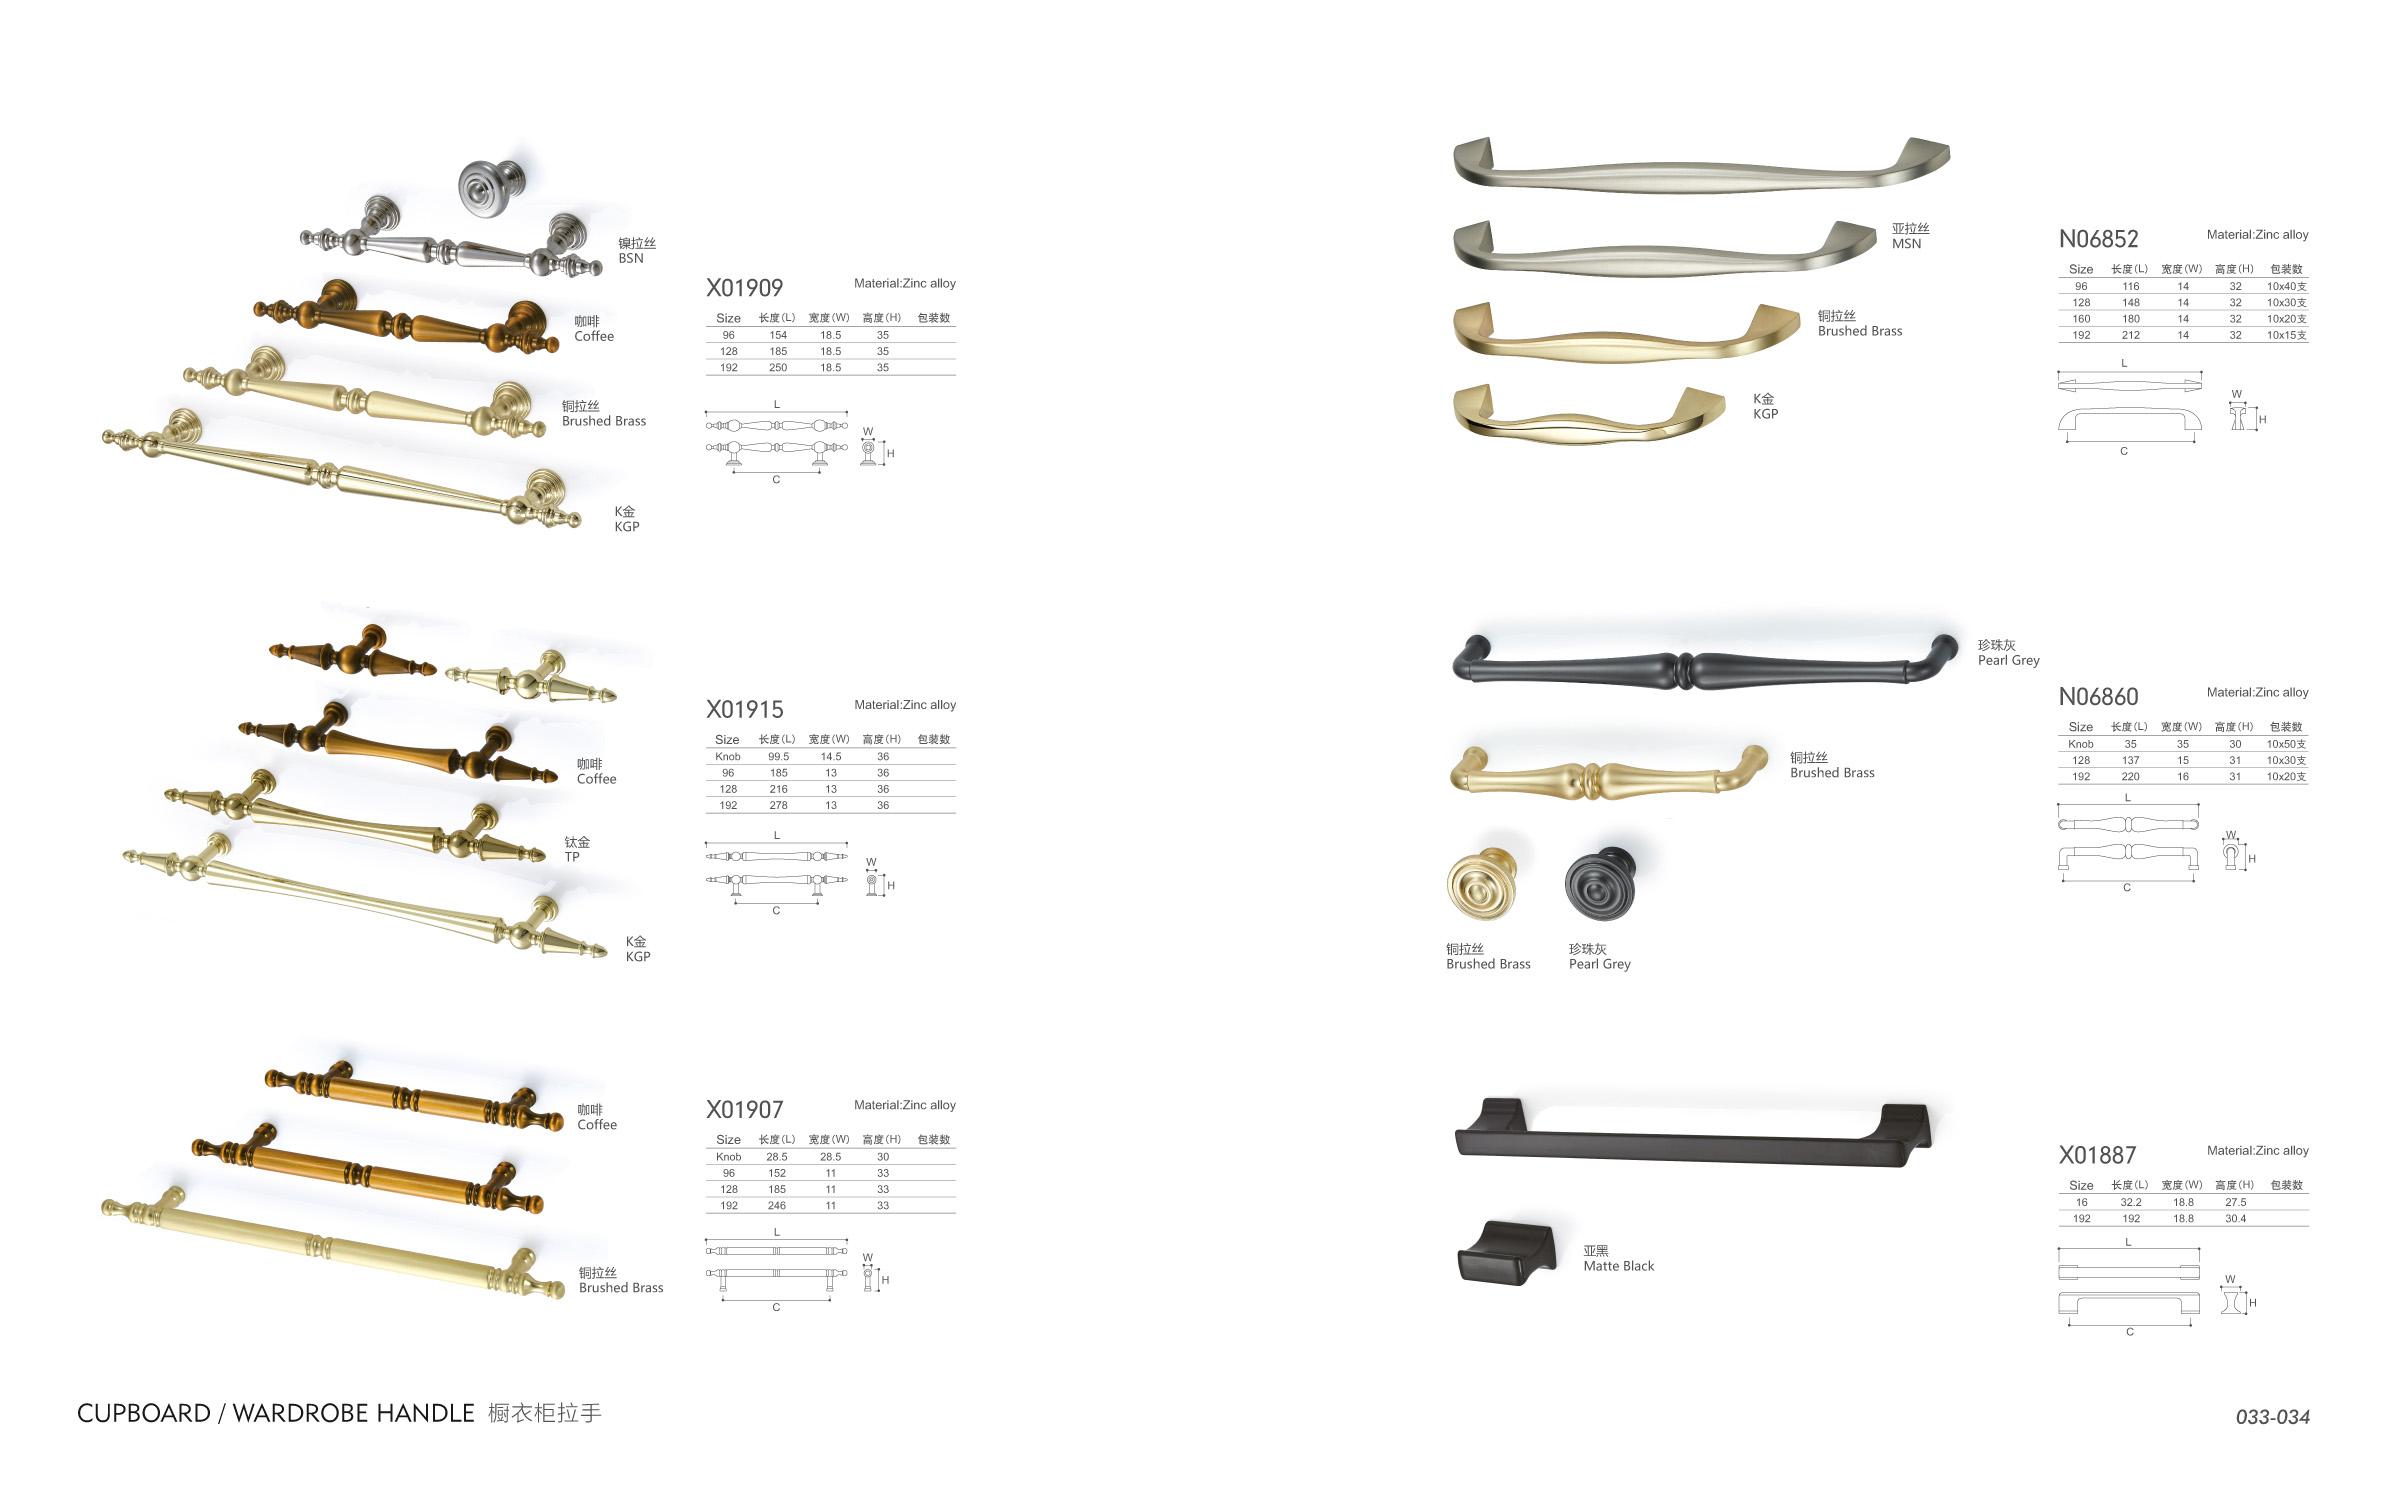 镍拉丝
BSN
咖啡
Coffee
铜拉丝
Brushed Brass
K金
KGP
X01909 Material:Zinc alloy
Size 长度(L) 宽度(W) 高度(H) 包装数
96 154 18.5 35
128 185 18.5 35
192 250 18.5 35
L
W
H
C
咖啡
Coffee
钛金
TP
K金
KGP
X01915 Material:Zinc alloy
Size 长度(L) 宽度(W) 高度(H) 包装数
Knob 99.5 14.5 36
96 185 13 36
128 216 13 36
192 278 13 36
L
W
H
C
咖啡
Coffee
铜拉丝
Brushed Brass
X01907 Material:Zinc alloy
Size 长度(L) 宽度(W) 高度(H) 包装数
Knob 28.5 28.5 30
96 152 11 33
128 185 11 33
192 246 11 33
L
W
H
C
亚拉丝
MSN
铜拉丝
Brushed Brass
K金
KGP
N06852 Material:Zinc alloy
Size 长度(L) 宽度(W) 高度(H) 包装数
96 116 14 32 10x40支
128 148 14 32 10x30支
160 180 14 32 10x20支
192 212 14 32 10x15支
L
W
H
C
珍珠灰
Pearl Grey
铜拉丝
Brushed Brass
铜拉丝
Brushed Brass
珍珠灰
Pearl Grey
N06860 Material:Zinc alloy
Size 长度(L) 宽度(W) 高度(H) 包装数
Knob 35 35 30 10x50支
128 137 15 31 10x30支
192 220 16 31 10x20支
L
W
H
C
亚黑
Matte Black
X01887 Material:Zinc alloy
Size 长度(L) 宽度(W) 高度(H) 包装数
16 32.2 18.8 27.5
192 192 18.8 30.4
L
W
H
C
CUPBOARD / WARDROBE HANDLE 橱衣柜拉手
033-034